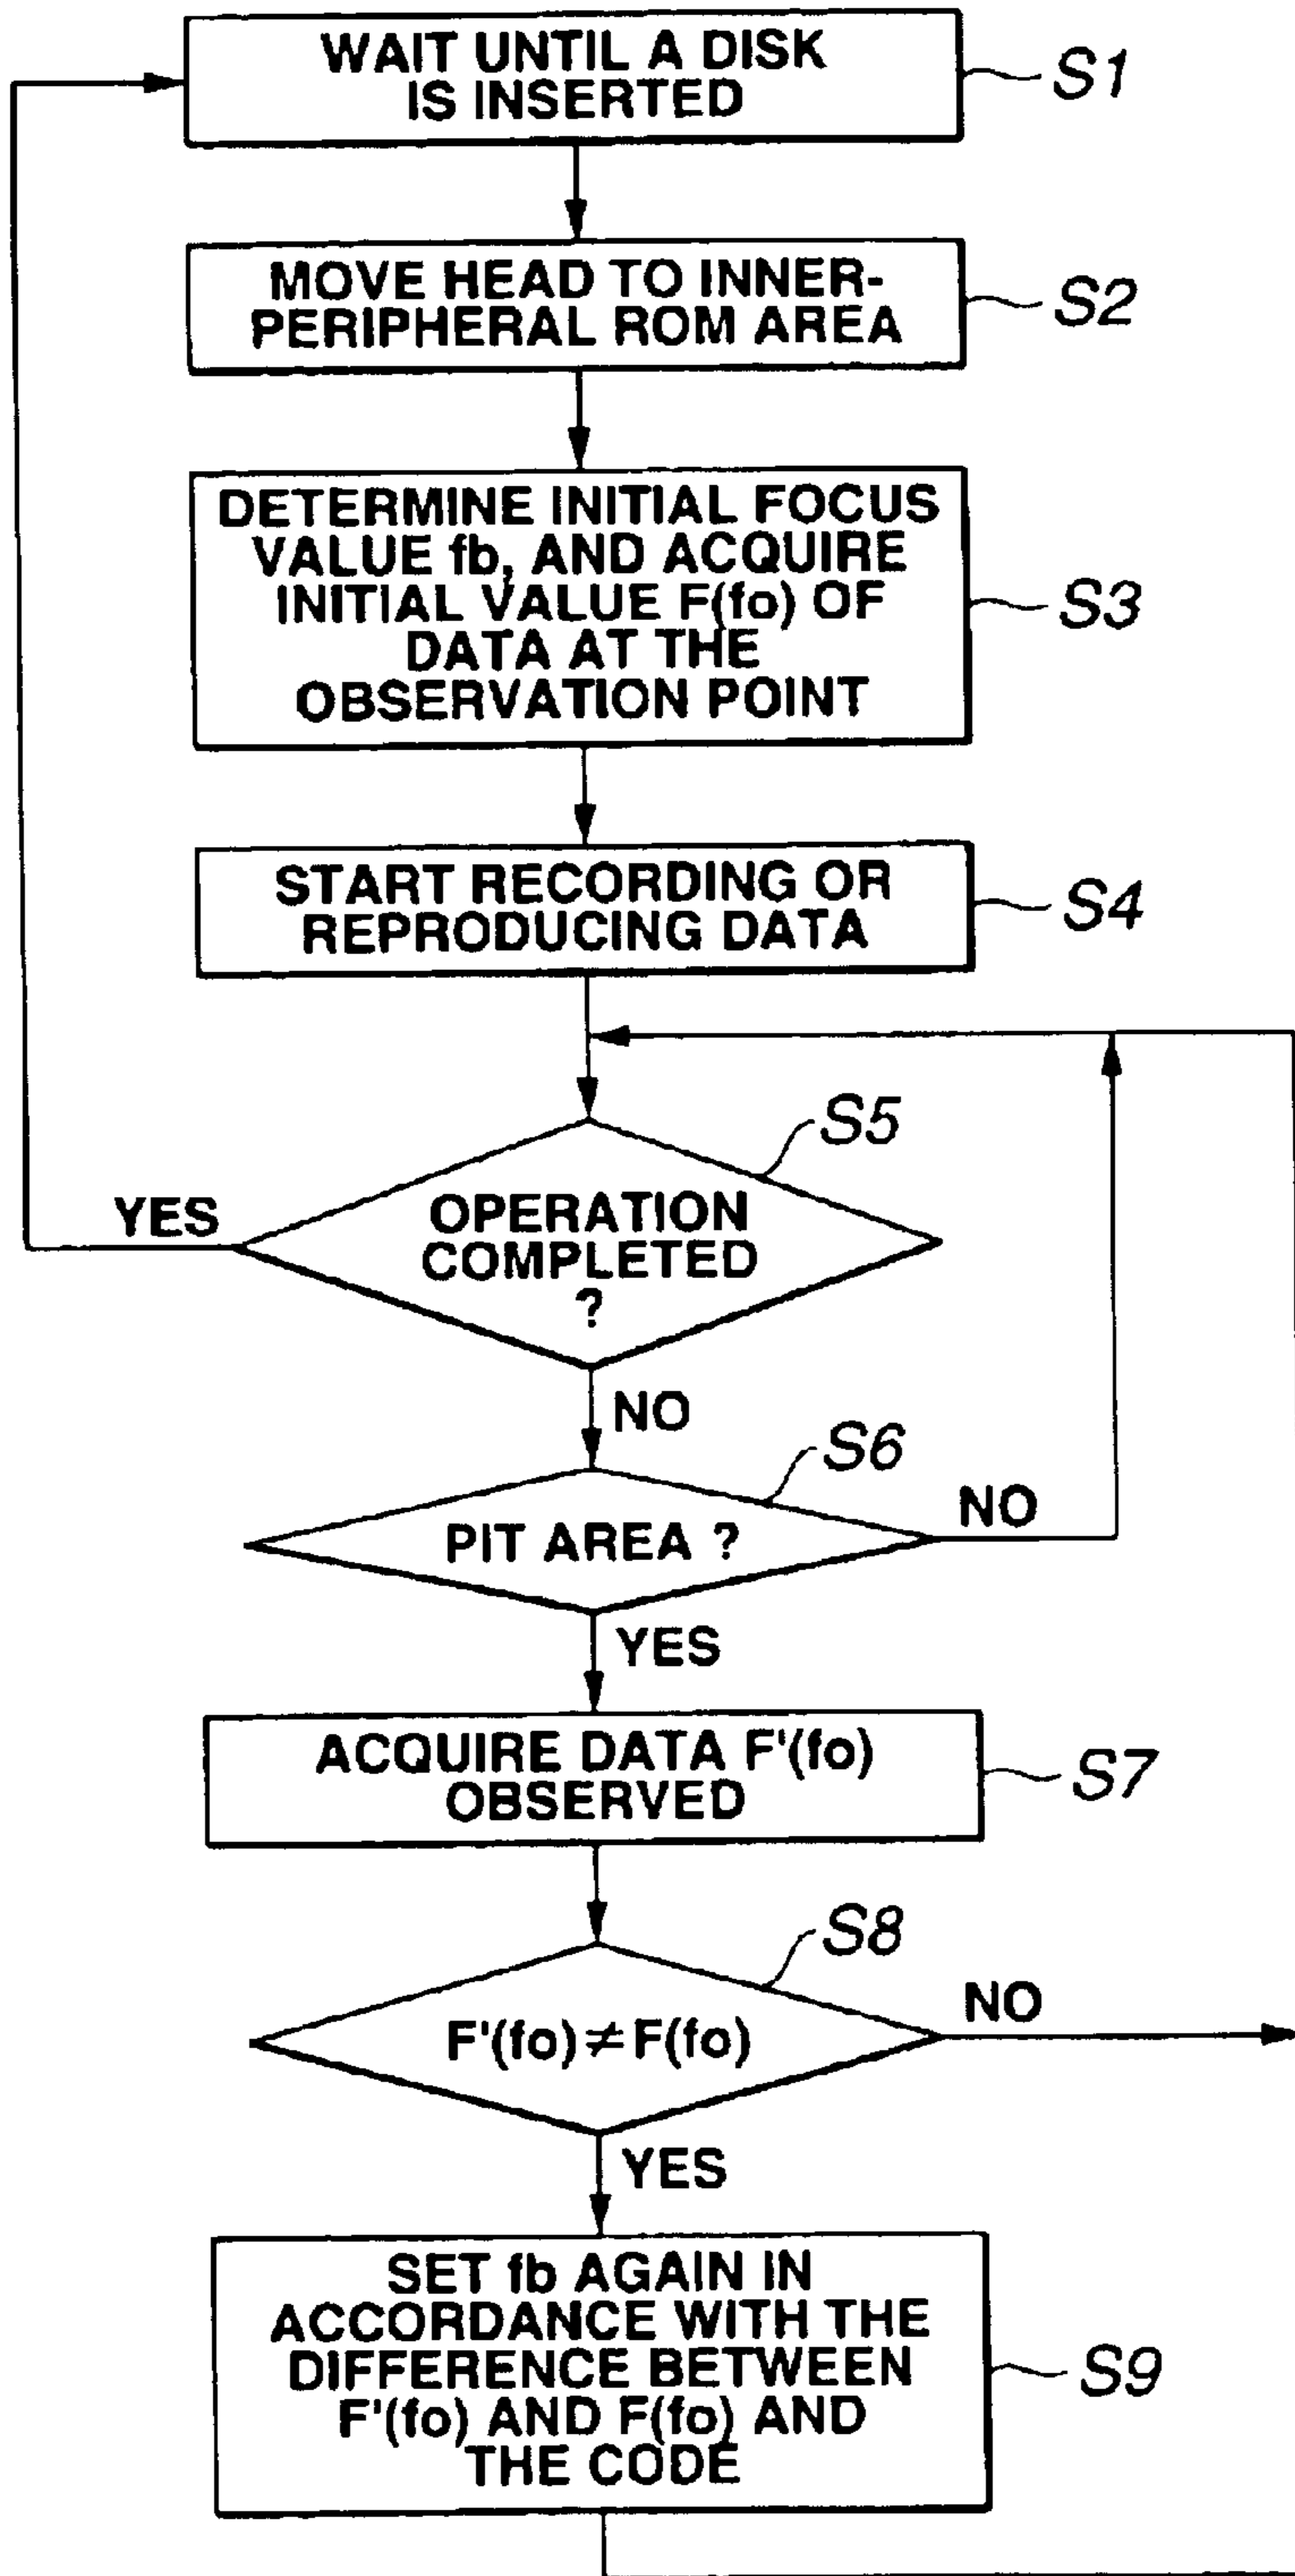 WAIT UNTIL A DISK
IS INSERTED
S1
MOVE HEAD TO INNER-
PERIPHERAL ROM AREA
S2
DETERMINE INITIAL FOCUS
VALUE fb, AND ACQUIRE
INITIAL VALUE F(fo) OF
DATA AT THE
OBSERVATION POINT
S3
START RECORDING OR
REPRODUCING DATA
S4
S5
YES
OPERATION
COMPLETED
?
NO
S6
PIT AREA ?
NO
YES
ACQUIRE DATA F'(fo)
OBSERVED
S7
S8
F'(fo) ≠ F(fo)
NO
YES
SET fb AGAIN IN
ACCORDANCE WITH THE
DIFFERENCE BETWEEN
F'(fo) AND F(fo) AND
THE CODE
S9